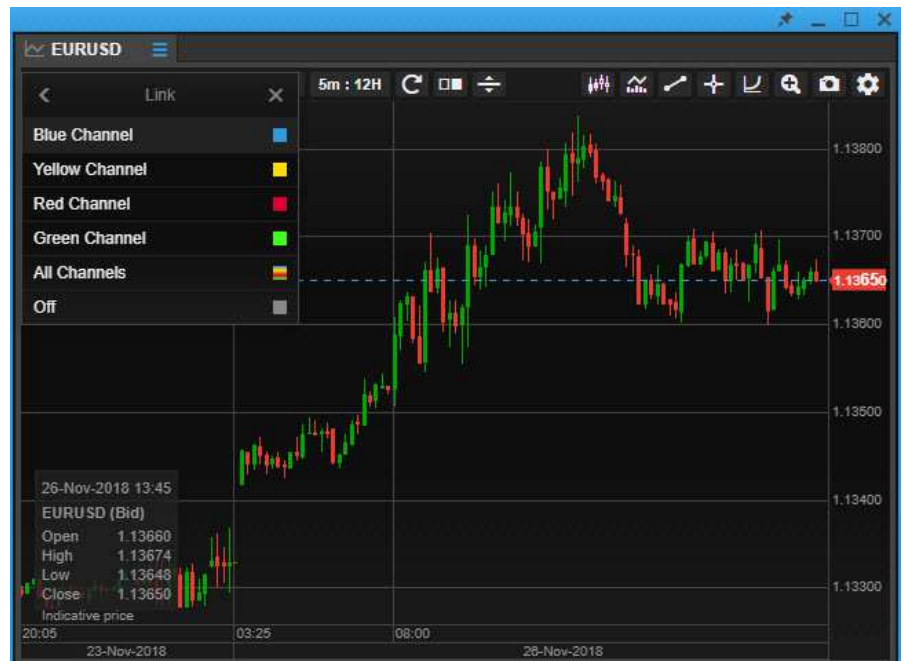 EURUSD
Link
5m : 12H
Blue Channel
Yellow Channel
Red Channel
Green Channel
All Channels
Off
1.13800
1.13700
1.13650
1.13600
1.13500
1.13400
1.13300
26-Nov-2018 13:45
EURUSD (Bid)
Open 1.13660
High 1.13674
Low 1.13648
Close 1.13650
Indicative price
20:05 03:25 08:00
23-Nov-2018 26-Nov-2018